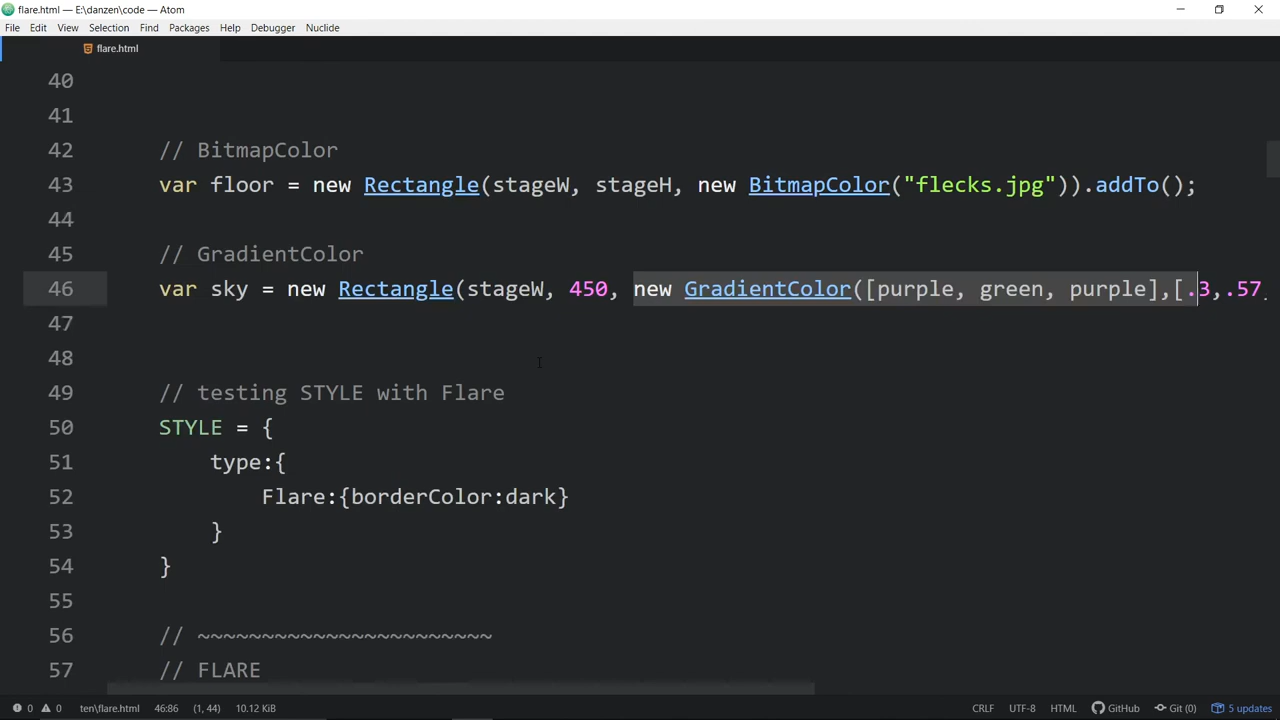 flare.html — E:\danzen\code — Atom
File Edit View Selection Find Packages Help Debugger Nuclide
flare.html
40
41
42 // BitmapColor
43 var floor = new Rectangle(stageW, stageH, new BitmapColor("flecks.jpg")).addTo();
44
45 // GradientColor
46 var sky = new Rectangle(stageW, 450, new GradientColor([purple, green, purple],[.3,.57
47
48
49 // testing STYLE with Flare
50 STYLE = {
51 type:{
52 Flare:{borderColor:dark}
53 }
54 }
55
56 // ~~~~~~~~~~~~~~~~~~~~~~~
57 // FLARE
0 0 ten\flare.html 46:86 (1, 44) 10.12 KiB CRLF UTF-8 HTML GitHub Git (0) 5 updates